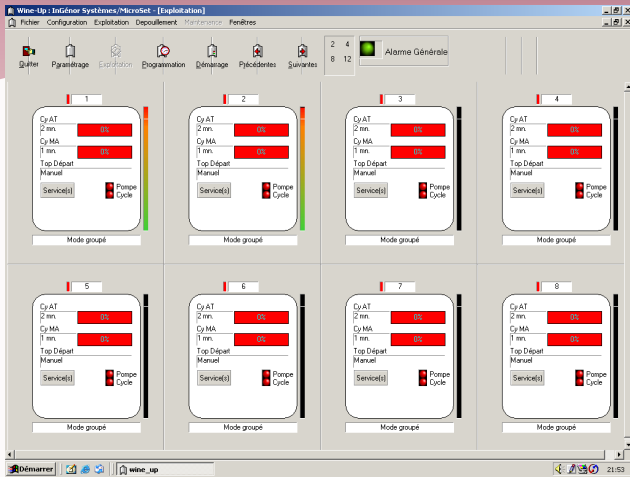 Wine-Up : InGénor Systèmes/MicroSet - [Exploitation]
Fichier Configuration Exploitation Depouillement Maintenance Fenêtres
Quitter Paramétrage Exploitation Programmation Démarrage Précédentes Suivantes
2 4
8 12
Alarme Générale
1
Cy AT
2 mn. 0%
Cy MA
1 mn. 0%
Top Départ
Manuel
Service(s) Pompe
Cycle
Mode groupé
2
Cy AT
2 mn. 0%
Cy MA
1 mn. 0%
Top Départ
Manuel
Service(s) Pompe
Cycle
Mode groupé
3
Cy AT
2 mn. 0%
Cy MA
1 mn. 0%
Top Départ
Manuel
Service(s) Pompe
Cycle
Mode groupé
4
Cy AT
2 mn. 0%
Cy MA
1 mn. 0%
Top Départ
Manuel
Service(s) Pompe
Cycle
Mode groupé
5
Cy AT
2 mn. 0%
Cy MA
1 mn. 0%
Top Départ
Manuel
Service(s) Pompe
Cycle
Mode groupé
6
Cy AT
2 mn. 0%
Cy MA
1 mn. 0%
Top Départ
Manuel
Service(s) Pompe
Cycle
Mode groupé
7
Cy AT
2 mn. 0%
Cy MA
1 mn. 0%
Top Départ
Manuel
Service(s) Pompe
Cycle
Mode groupé
8
Cy AT
2 mn. 0%
Cy MA
1 mn. 0%
Top Départ
Manuel
Service(s) Pompe
Cycle
Mode groupé
Démarrer wine_up 21:53